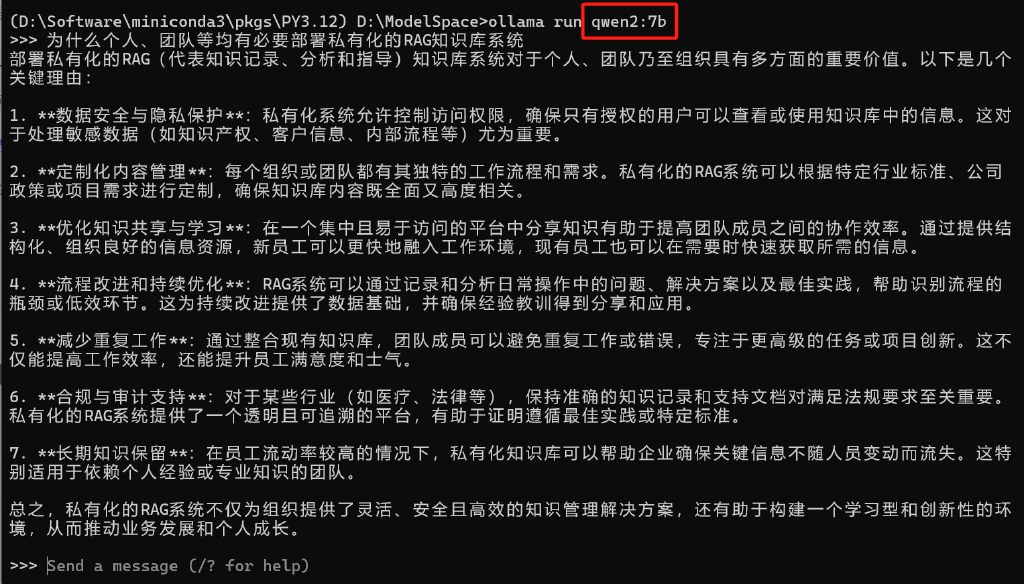 (D:\Software\miniconda3\pkgs\PY3.12) D:\ModelSpace>ollama run qwen2:7b
>>> 为什么个人、团队等均有必要部署私有化的RAG知识库系统
部署私有化的RAG（代表知识记录、分析和指导）知识库系统对于个人、团队乃至组织具有多方面的重要价值。以下是几个
关键理由：
1. **数据安全与隐私保护**：私有化系统允许控制访问权限，确保只有授权的用户可以查看或使用知识库中的信息。这对
于处理敏感数据（如知识产权、客户信息、内部流程等）尤为重要。
2. **定制化内容管理**：每个组织或团队都有其独特的工作流程和需求。私有化的RAG系统可以根据特定行业标准、公司
政策或项目需求进行定制，确保知识库内容既全面又高度相关。
3. **优化知识共享与学习**：在一个集中且易于访问的平台中分享知识有助于提高团队成员之间的协作效率。通过提供结
构化、组织良好的信息资源，新员工可以更快地融入工作环境，现有员工也可以在需要时快速获取所需的信息。
4. **流程改进和持续优化**：RAG系统可以通过记录和分析日常操作中的问题、解决方案以及最佳实践，帮助识别流程的
瓶颈或低效环节。这为持续改进提供了数据基础，并确保经验教训得到分享和应用。
5. **减少重复工作**：通过整合现有知识库，团队成员可以避免重复工作或错误，专注于更高级的任务或项目创新。这不
仅能提高工作效率，还能提升员工满意度和士气。
6. **合规与审计支持**：对于某些行业（如医疗、法律等），保持准确的知识记录和支持文档对满足法规要求至关重要。
私有化的RAG系统提供了一个透明且可追溯的平台，有助于证明遵循最佳实践或特定标准。
7. **长期知识保留**：在员工流动率较高的情况下，私有化知识库可以帮助企业确保关键信息不随人员变动而流失。这特
别适用于依赖个人经验或专业知识的团队。
总之，私有化的RAG系统不仅为组织提供了灵活、安全且高效的知识管理解决方案，还有助于构建一个学习型和创新性的环
境，从而推动业务发展和个人成长。
>>> Send a message (/? for help)